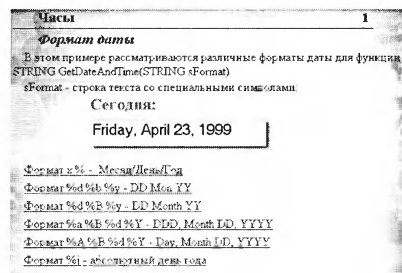 Часы 1
Формат даты
В этом примере рассматриваются различные форматы даты для функции
STRING GetDateAndTime(STRING sFormat)
sFormat - строка текста со специальными символами
Сегодня:
Friday, April 23, 1999
Формат x% - Месяц/День/Год
Формат %d %b %y - DD Mon YY
Формат %d %B %y - DD Month YY
Формат %a %B %d %Y - DDD, Month DD, YYYY
Формат %A %B %d %Y - Day, Month DD, YYYY
Формат %j - абсолютный день года